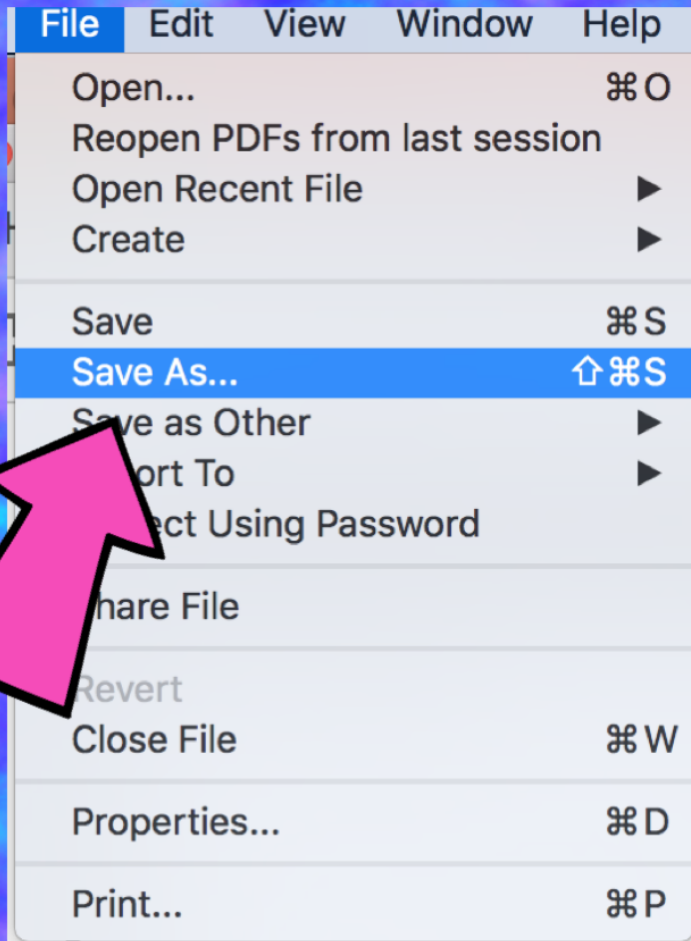 File Edit View Window Help
Open... ⌘O
Reopen PDFs from last session
Open Recent File ▶
Create ▶
Save ⌘S
Save As... ⇧⌘S
Save as Other ▶
ort To ▶
ect Using Password
hare File
Revert
Close File ⌘W
Properties... ⌘D
Print... ⌘P